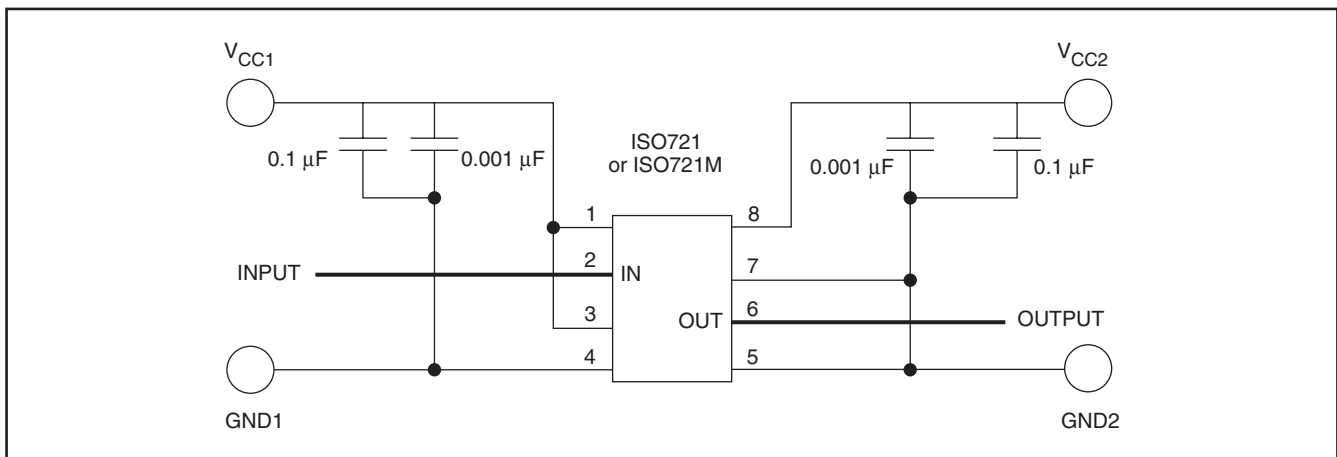 VCC1
VCC2
ISO721
or ISO721M
0.1 μF
0.001 μF
0.001 μF
0.1 μF
1
8
INPUT
2
IN
7
3
OUT
6
OUTPUT
4
5
GND1
GND2